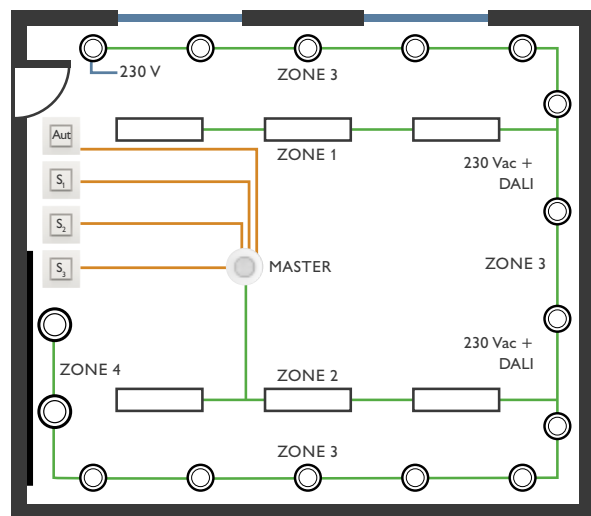 230 V
ZONE 3
Aut
ZONE 1
230 Vac +
DALI
S₁
S₂
S₃
MASTER
ZONE 3
230 Vac +
DALI
ZONE 4
ZONE 2
ZONE 3